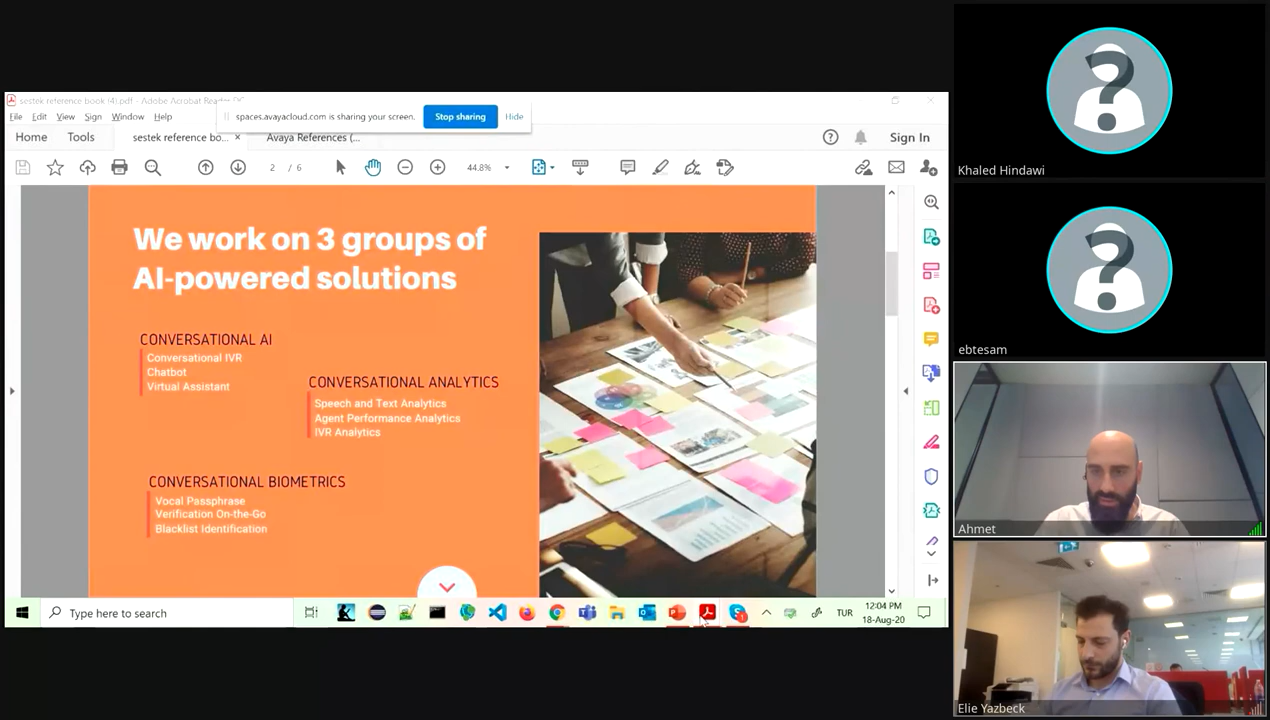 sestek reference book (4).pdf - Adobe Acrobat Reader DC
File Edit View Sign Window Help
spaces.avayacloud.com is sharing your screen. Stop sharing Hide
Home Tools sestek reference bo... × Avaya References (... Sign In
2 / 6 44.8%
We work on 3 groups of
AI-powered solutions
CONVERSATIONAL AI
Conversational IVR
Chatbot
Virtual Assistant
CONVERSATIONAL ANALYTICS
Speech and Text Analytics
Agent Performance Analytics
IVR Analytics
CONVERSATIONAL BIOMETRICS
Vocal Passphrase
Verification On-the-Go
Blacklist Identification
Type here to search
TUR
12:04 PM
18-Aug-20
Khaled Hindawi
ebtesam
Ahmet
Elie Yazbeck